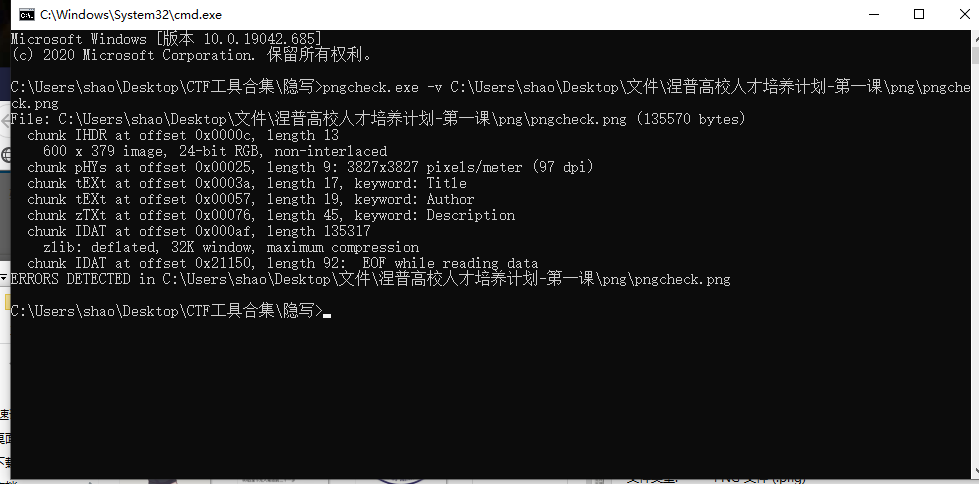 C:\Windows\System32\cmd.exe
Microsoft Windows [版本 10.0.19042.685]
(c) 2020 Microsoft Corporation. 保留所有权利。
C:\Users\shao\Desktop\CTF工具合集\隐写>pngcheck.exe -v C:\Users\shao\Desktop\文件\涅普高校人才培养计划-第一课\png\pngche
ck.png
File: C:\Users\shao\Desktop\文件\涅普高校人才培养计划-第一课\png\pngcheck.png (135570 bytes)
chunk IHDR at offset 0x0000c, length 13
600 x 379 image, 24-bit RGB, non-interlaced
chunk pHYs at offset 0x00025, length 9: 3827x3827 pixels/meter (97 dpi)
chunk tEXt at offset 0x0003a, length 17, keyword: Title
chunk tEXt at offset 0x00057, length 19, keyword: Author
chunk zTXt at offset 0x00076, length 45, keyword: Description
chunk IDAT at offset 0x000af, length 135317
zlib: deflated, 32K window, maximum compression
chunk IDAT at offset 0x21150, length 92:  EOF while reading data
ERRORS DETECTED in C:\Users\shao\Desktop\文件\涅普高校人才培养计划-第一课\png\pngcheck.png
C:\Users\shao\Desktop\CTF工具合集\隐写>